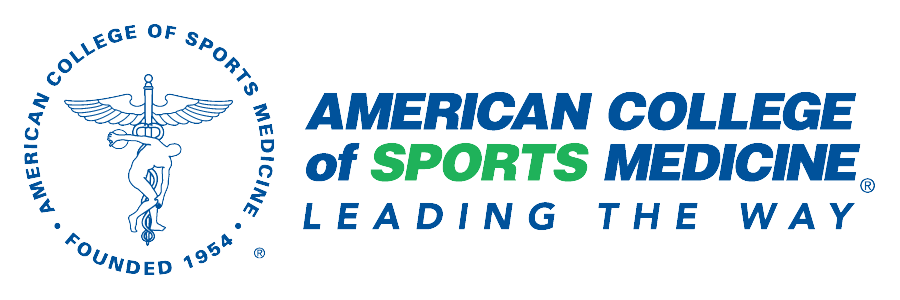 AMERICAN COLLEGE OF SPORTS MEDICINE
• FOUNDED 1954 •
®
AMERICAN COLLEGE
of SPORTS MEDICINE®
LEADING THE WAY